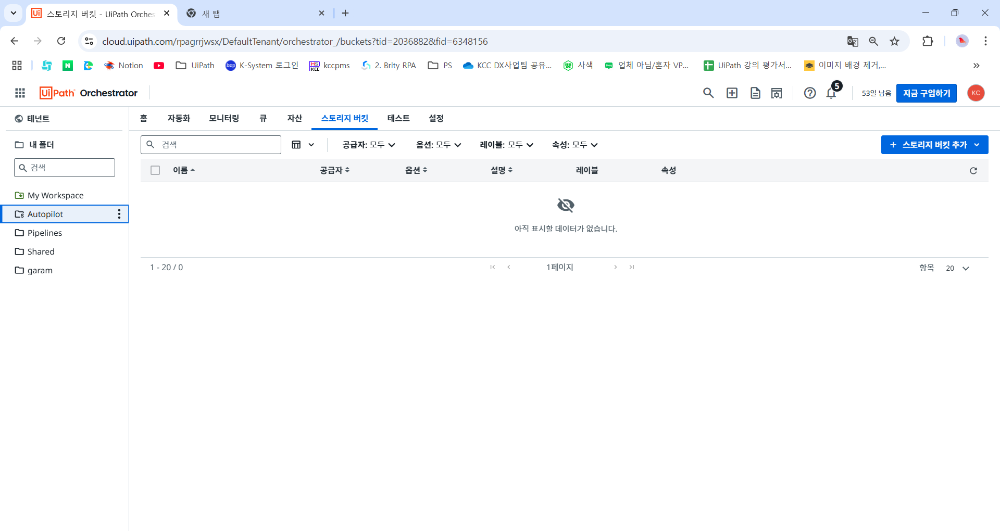 스토리지 버킷 - UiPath Orches
새 탭
cloud.uipath.com/rpagrrjwsx/DefaultTenant/orchestrator_/buckets?tid=2036882&fid=6348156
N Notion UiPath bzp K-System 로그인 MS KCC kccpms 2. Brity RPA PS KCC DX사업팀 공유... 사색 blog 업체 아님/혼자 VP... UiPath 강의 평가서... 이미지 배경 제거,...
UiPath Orchestrator
5
53일 남음
지금 구입하기
KC
테넌트
홈 자동화 모니터링 큐 자산 스토리지 버킷 테스트 설정
내 폴더
검색
공급자: 모두 옵션: 모두 레이블: 모두 속성: 모두
+ 스토리지 버킷 추가
검색
이름 공급자 옵션 설명 레이블 속성
My Workspace
Autopilot
Pipelines
Shared
garam
아직 표시할 데이터가 없습니다.
1 - 20 / 0
1페이지
항목 20